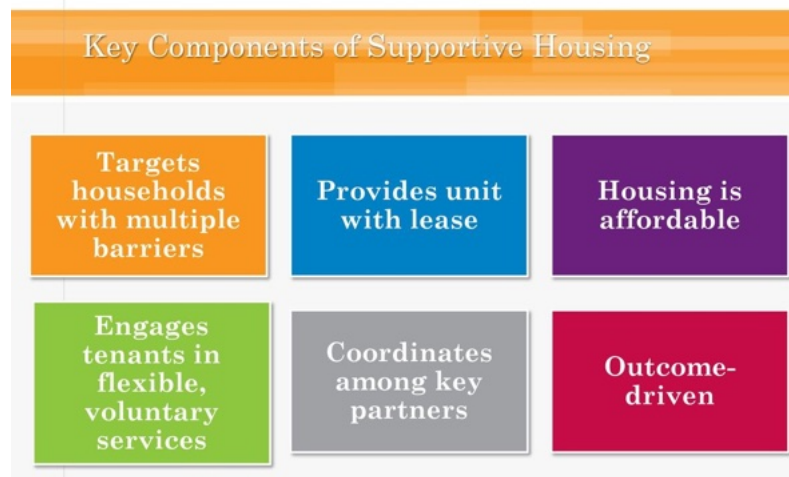 Key Components of Supportive Housing
Targets
households
with multiple
barriers
Provides unit
with lease
Housing is
affordable
Engages
tenants in
flexible,
voluntary
services
Coordinates
among key
partners
Outcome-
driven